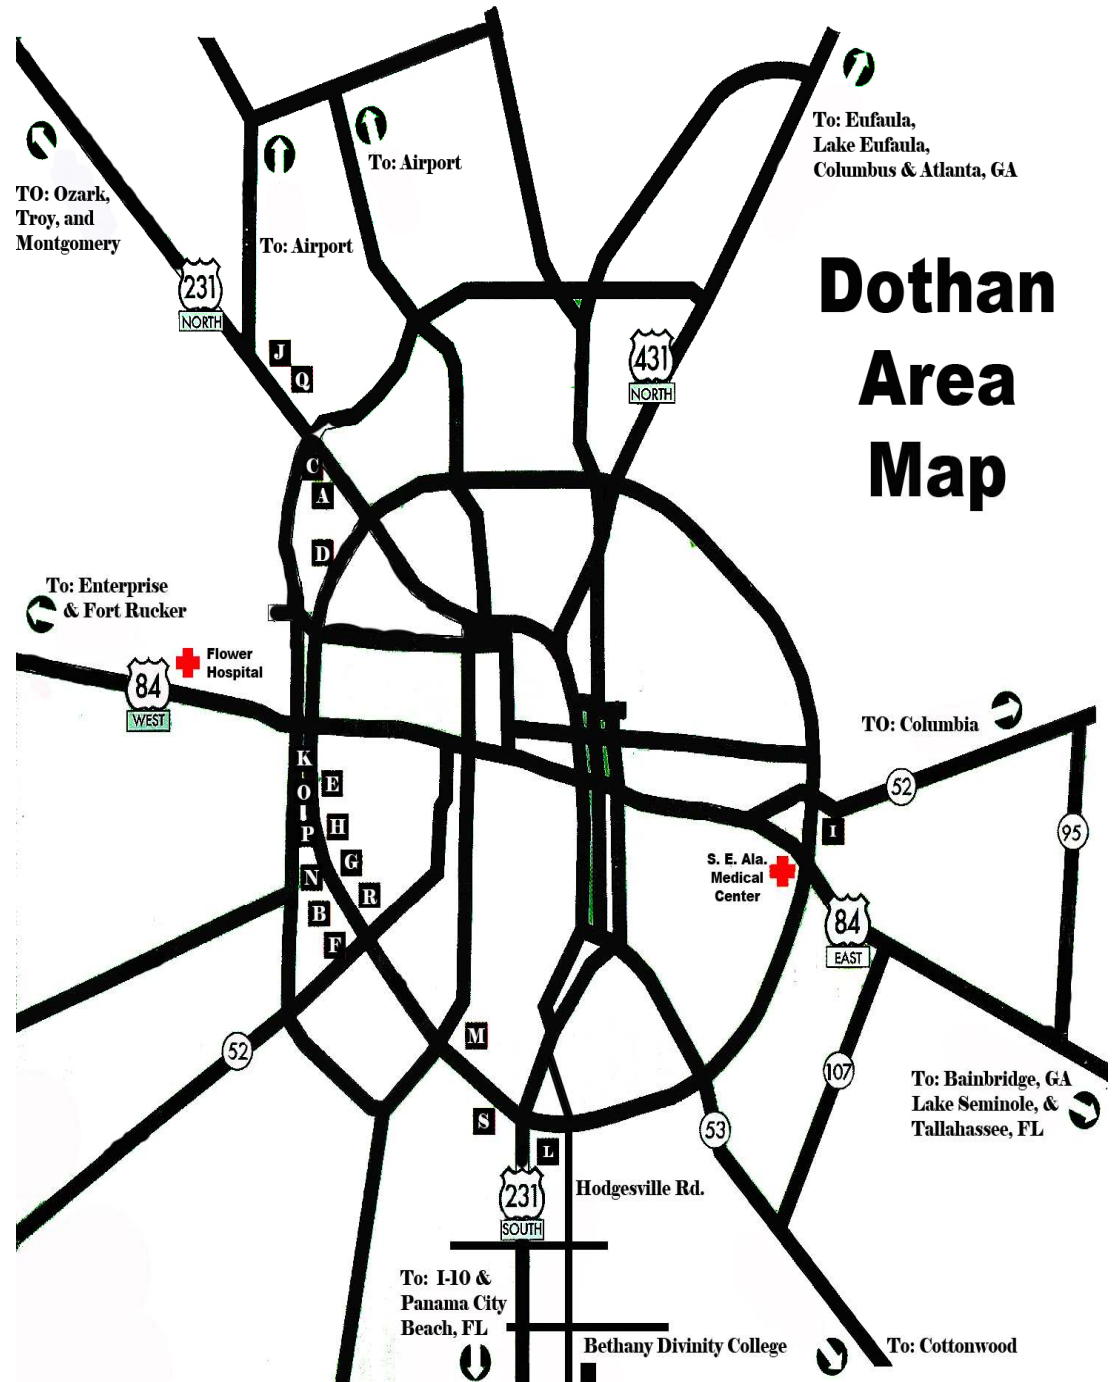 To: Eufaula,
Lake Eufaula,
Columbus & Atlanta, GA
To: Airport
TO: Ozark,
Troy, and
Montgomery
To: Airport
Dothan
Area
Map
231
NORTH
431
NORTH
J
Q
C
A
D
To: Enterprise
& Fort Rucker
Flower
Hospital
84
WEST
TO: Columbia
52
95
K
E
O
H
P
I
G
N
R
B
F
S. E. Ala.
Medical
Center
84
EAST
M
52
107
To: Bainbridge, GA
Lake Seminole, &
Tallahassee, FL
S
53
L
231
SOUTH
Hodgesville Rd.
To: I-10 &
Panama City
Beach, FL
Bethany Divinity College
To: Cottonwood